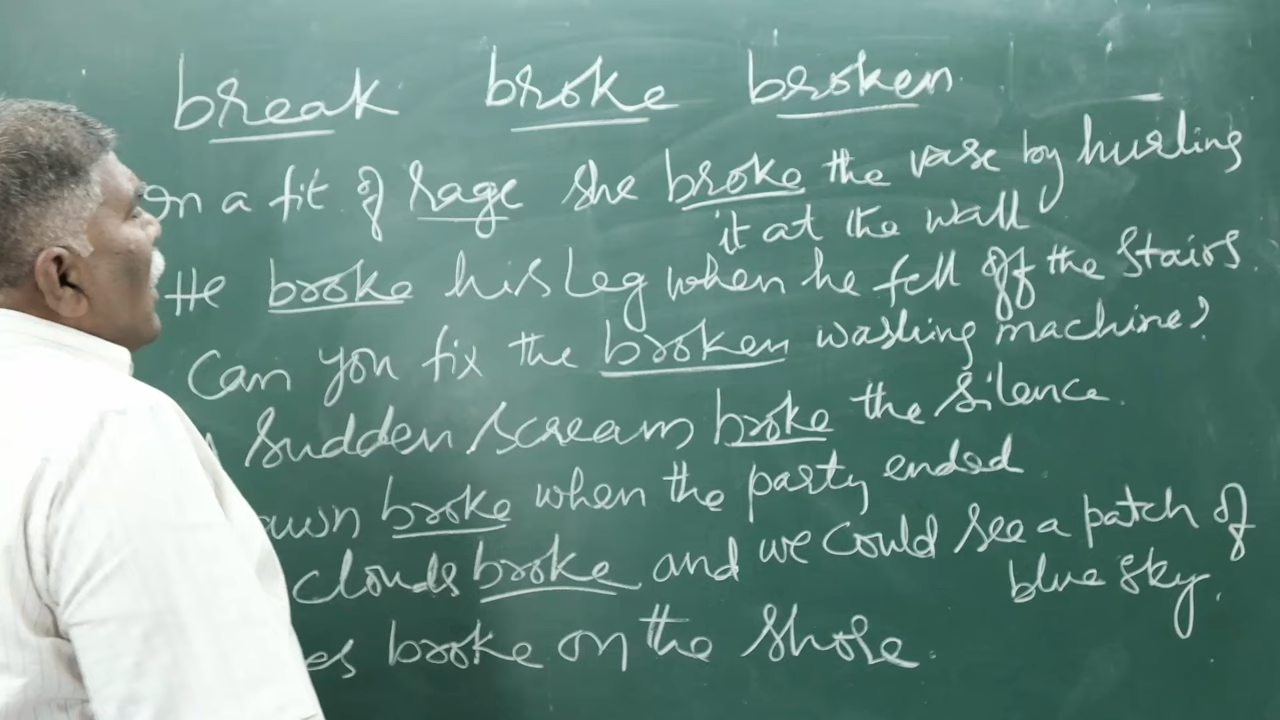 break broke broken
In a fit of rage she broke the vase by hurling
it at the wall
He broke his leg when he fell off the stairs.
Can you fix the broken washing machine?
sudden scream broke the silence.
broke when the party ended
clouds broke and we could see a patch of
blue sky.
broke on the shore.